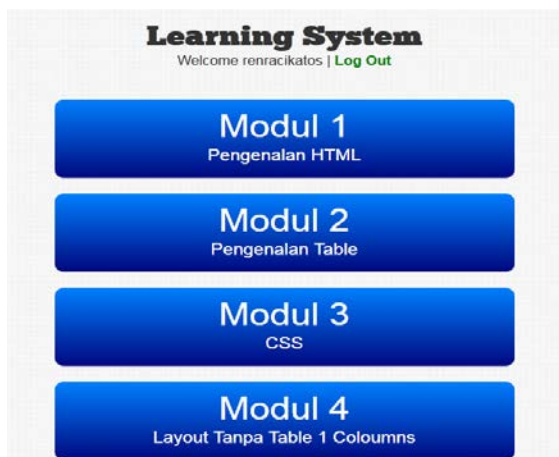 Learning System
Welcome renracikatos | Log Out
Modul 1
Pengenalan HTML
Modul 2
Pengenalan Table
Modul 3
CSS
Modul 4
Layout Tanpa Table 1 Coloumns